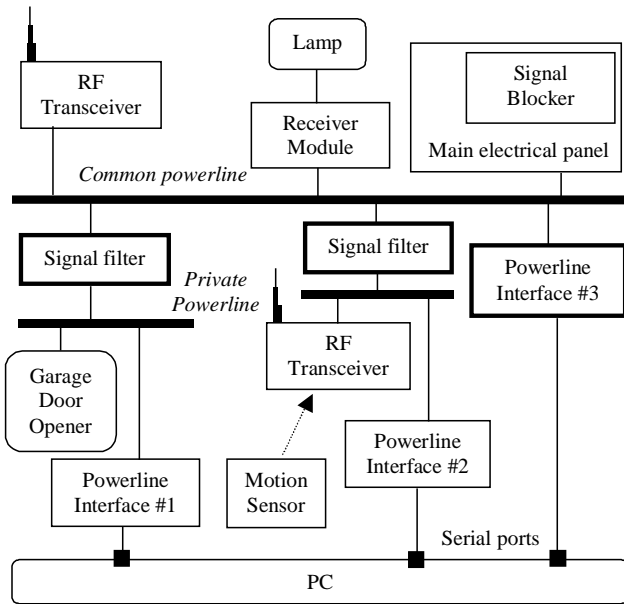 RF
Transceiver
Lamp
Receiver
Module
Signal
Blocker
Main electrical panel
Common powerline
Signal filter
Signal filter
Powerline
Interface #3
Private
Powerline
RF
Transceiver
Garage
Door
Opener
Powerline
Interface #1
Motion
Sensor
Powerline
Interface #2
Serial ports
PC